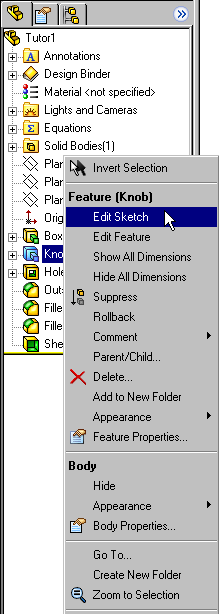 Tutor1
Annotations
Design Binder
Material <not specified>
Lights and Cameras
Equations
Solid Bodies(1)
Plan
Plar
Plar
Orig
Box
Kno
Hole
Outs
Fille
Fille
She
Invert Selection
Feature (Knob)
Edit Sketch
Edit Feature
Show All Dimensions
Hide All Dimensions
Suppress
Rollback
Comment
Parent/Child...
Delete...
Add to New Folder
Appearance
Feature Properties...
Body
Hide
Appearance
Body Properties...
Go To...
Create New Folder
Zoom to Selection